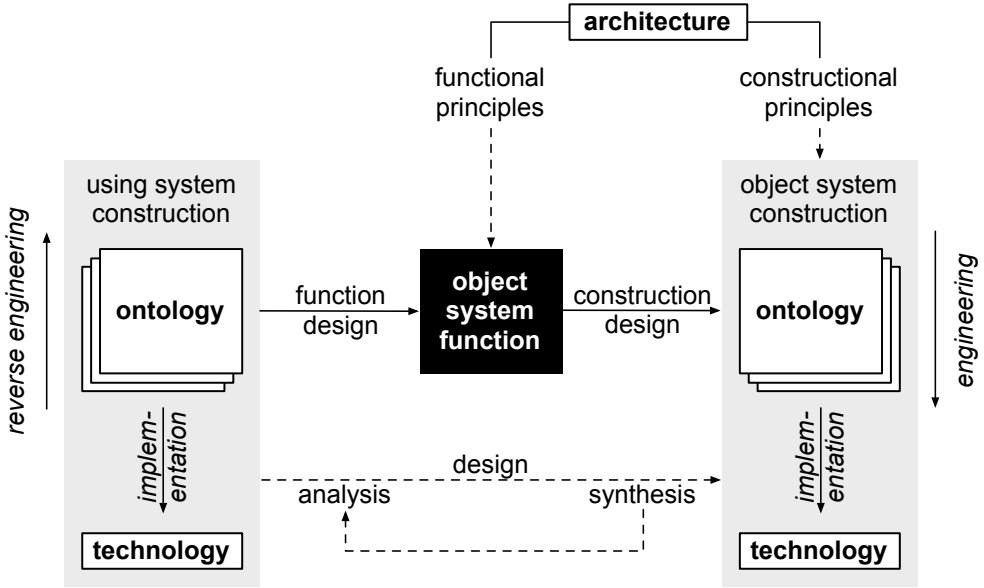 architecture
functional
principles
constructional
principles
using system
construction
object system
construction
reverse engineering
ontology
function
design
object
system
function
construction
design
ontology
engineering
implem-
entation
design
analysis
synthesis
implem-
entation
technology
technology